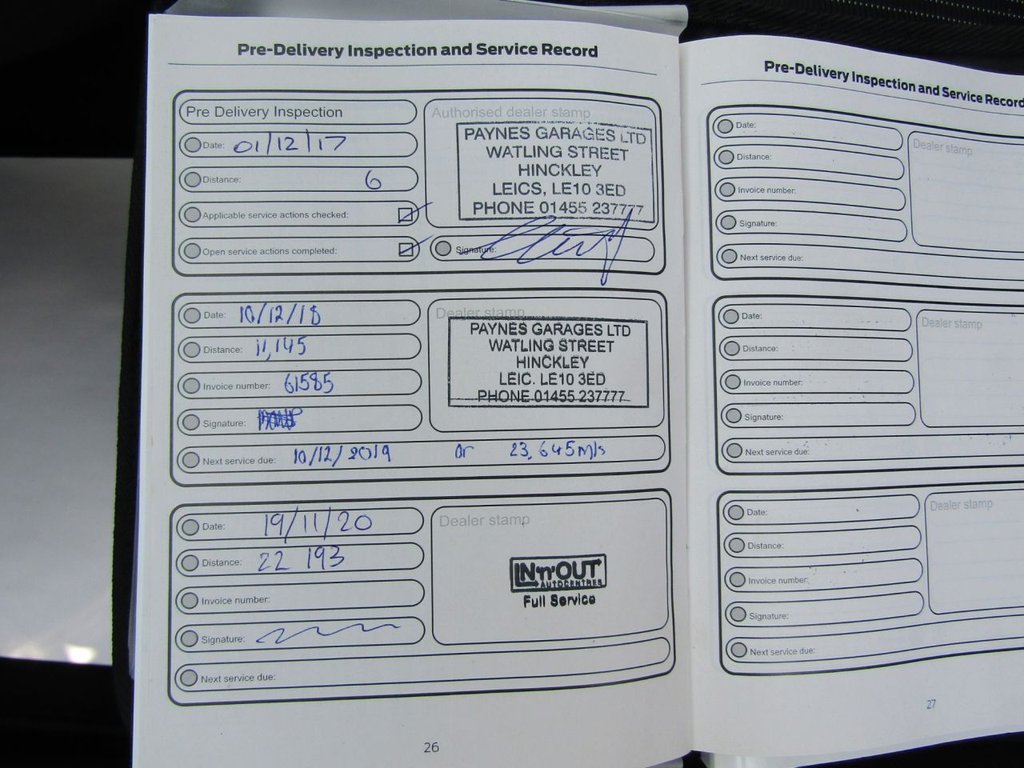 Pre-Delivery Inspection and Service Record
Pre Delivery Inspection
Date: 01/12/17
Distance: 6
Applicable service actions checked:
Open service actions completed:
Authorised dealer stamp
PAYNES GARAGES LTD
WATLING STREET
HINCKLEY
LEICS, LE10 3ED
PHONE 01455 237777
Signature:
Date: 10/12/18
Distance: 11,145
Invoice number: 61585
Signature:
Dealer stamp
PAYNES GARAGES LTD
WATLING STREET
HINCKLEY
LEIC. LE10 3ED
PHONE 01455 237777
Next service due: 10/12/2019 or 23,645mls
Date: 19/11/20
Distance: 22 193
Invoice number:
Signature:
Dealer stamp
IN'n'OUT
AUTOCENTRES
Full Service
Next service due:
26
Pre-Delivery Inspection and Service Record
Date:
Distance:
Invoice number:
Signature:
Next service due:
Dealer stamp
Date:
Distance:
Invoice number:
Signature:
Next service due:
Dealer stamp
Date:
Distance:
Invoice number:
Signature:
Next service due:
Dealer stamp
27